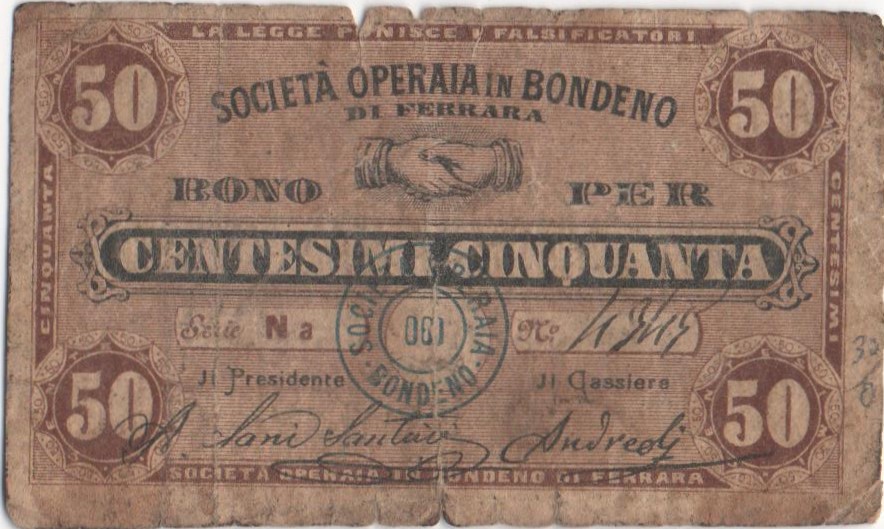 LA LEGGE PUNISCE I FALSIFICATORI
50
50
SOCIETÀ OPERAIA IN BONDENO
DI FERRARA
BONO PER
CENTESIMI CINQUANTA
CINQUANTA
CENTESIMI
Serie Na
No:
SOCIETÀ OPERAIA
BONDENO
Il Presidente
Il Cassiere
50
50
SOCIETÀ OPERAIA IN BONDENO DI FERRARA